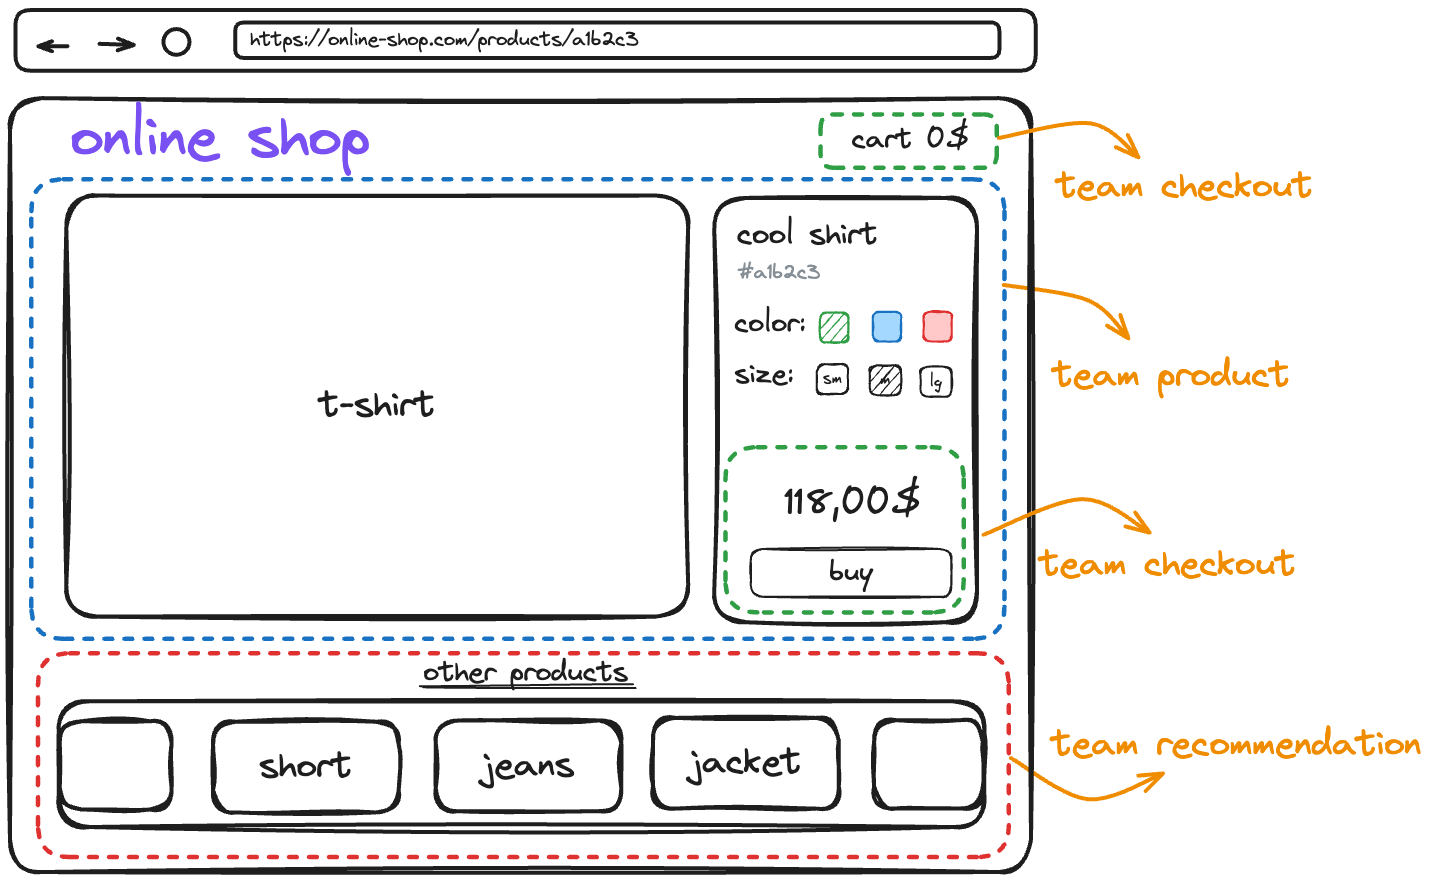 https://online-shop.com/products/a1b2c3
online shop
cart 0$
team checkout
cool shirt
#a1b2c3
color:
size: sm m lg
t-shirt
team product
118,00$
buy
team checkout
other products
short jeans jacket
team recommendation